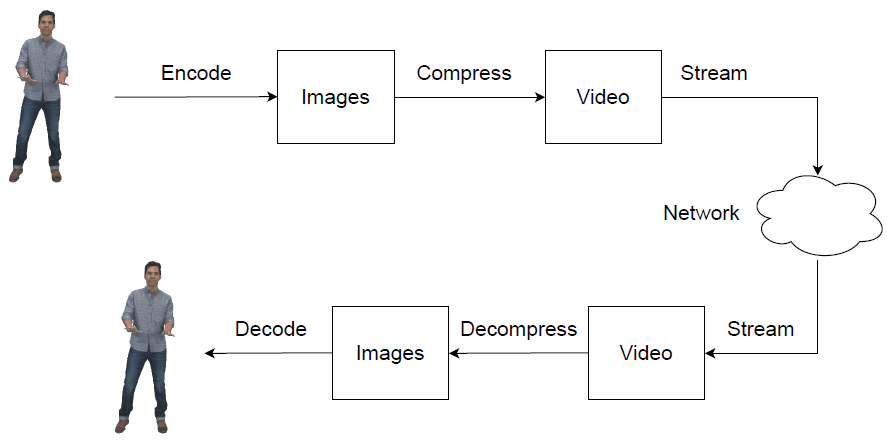 Encode
Images
Compress
Video
Stream
Network
Decode
Images
Decompress
Video
Stream